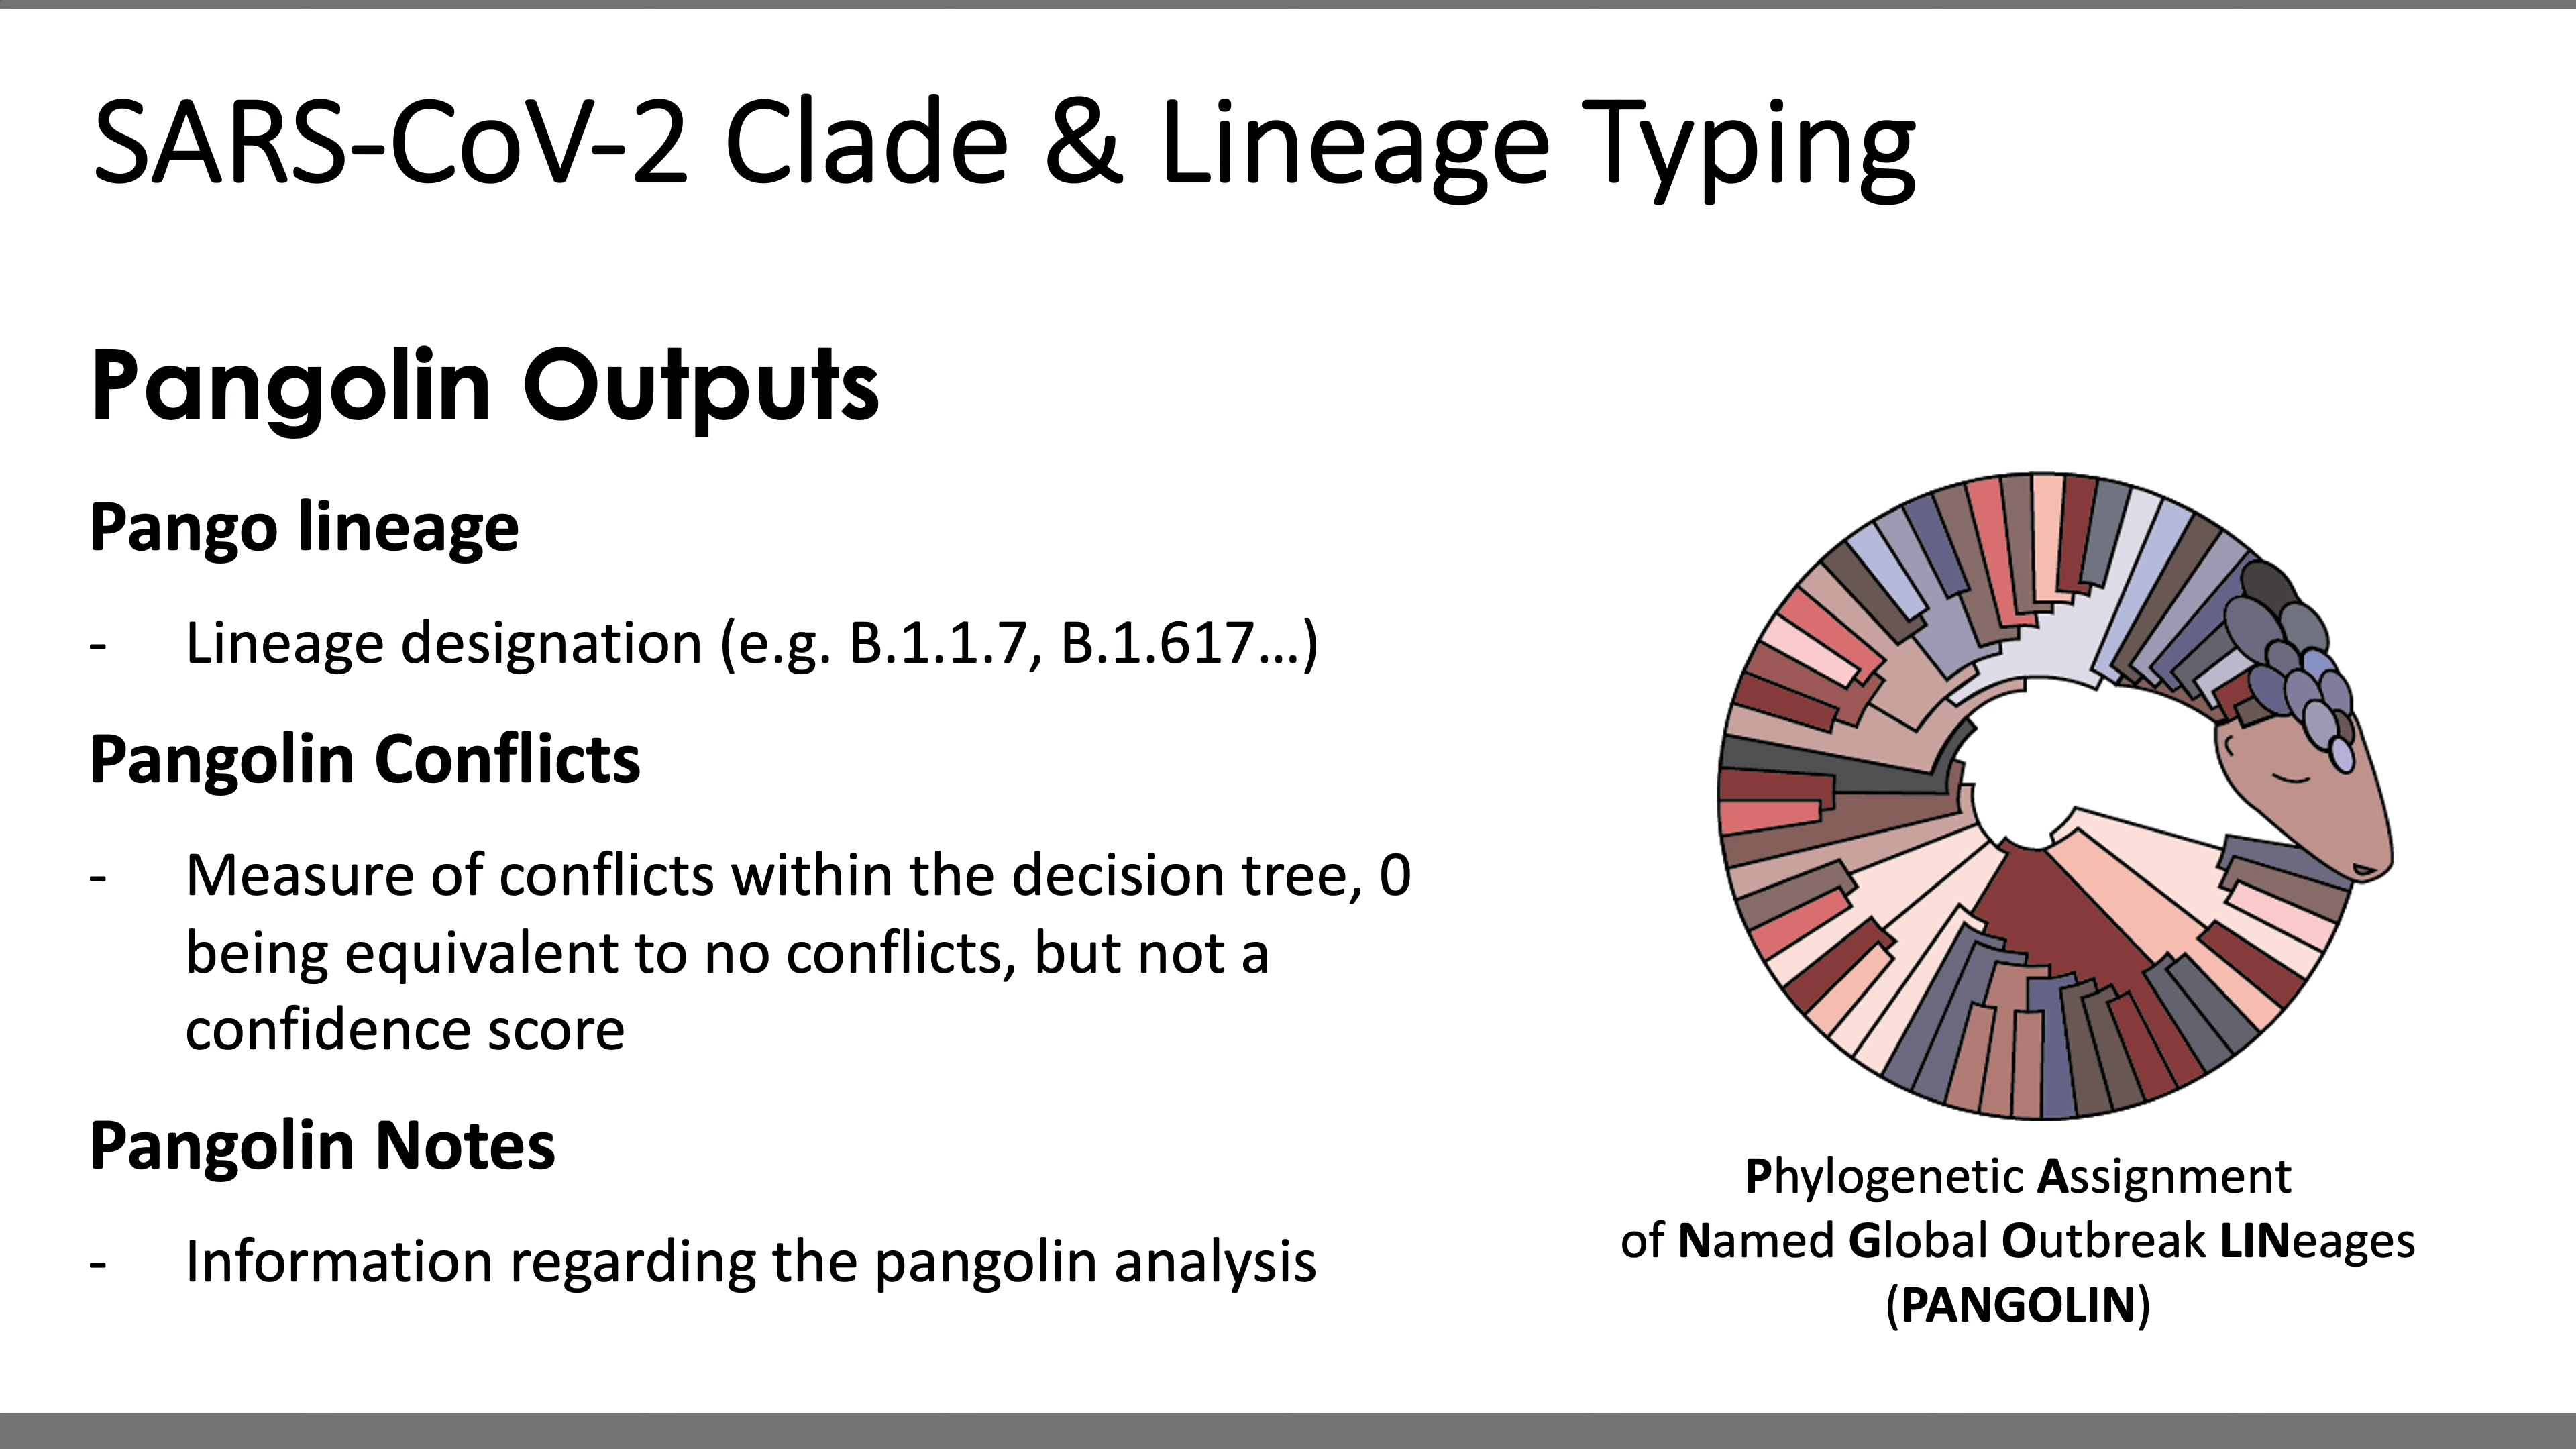 SARS-CoV-2 Clade & Lineage Typing
Pangolin Outputs
Pango lineage
- Lineage designation (e.g. B.1.1.7, B.1.617...)
Pangolin Conflicts
- Measure of conflicts within the decision tree, 0
being equivalent to no conflicts, but not a
confidence score
Pangolin Notes
- Information regarding the pangolin analysis
Phylogenetic Assignment
of Named Global Outbreak LINeages
(PANGOLIN)